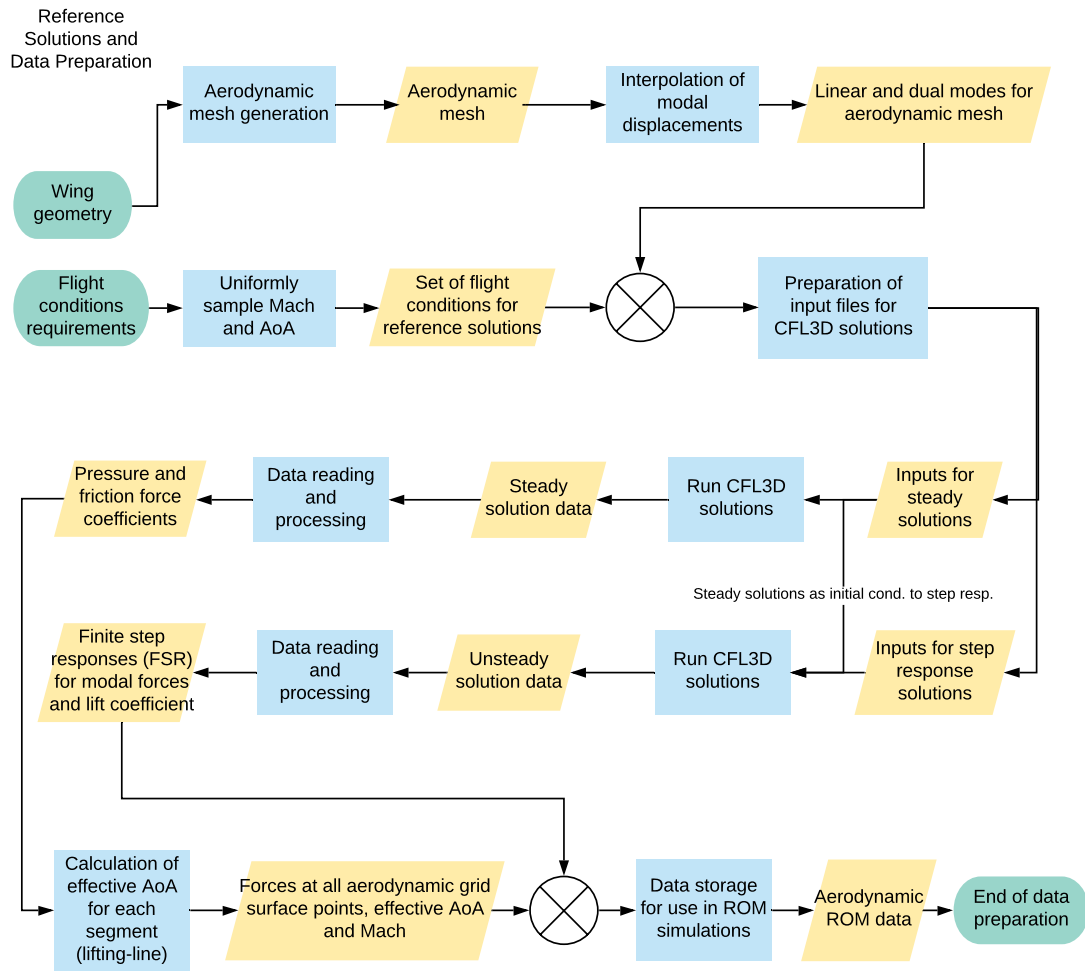 Reference
Solutions and
Data Preparation
Aerodynamic
mesh generation
Aerodynamic
mesh
Interpolation of
modal
displacements
Linear and dual modes for
aerodynamic mesh
Wing
geometry
Flight
conditions
requirements
Uniformly
sample Mach
and AoA
Set of flight
conditions for
reference solutions
Preparation of
input files for
CFL3D solutions
Pressure and
friction force
coefficients
Data reading
and
processing
Steady
solution data
Run CFL3D
solutions
Inputs for
steady
solutions
Steady solutions as initial cond. to step resp.
Finite step
responses (FSR)
for modal forces
and lift coefficient
Data reading
and
processing
Unsteady
solution data
Run CFL3D
solutions
Inputs for step
response
solutions
Calculation of
effective AoA
for each
segment
(lifting-line)
Forces at all aerodynamic grid
surface points, effective AoA
and Mach
Data storage
for use in ROM
simulations
Aerodynamic
ROM data
End of data
preparation